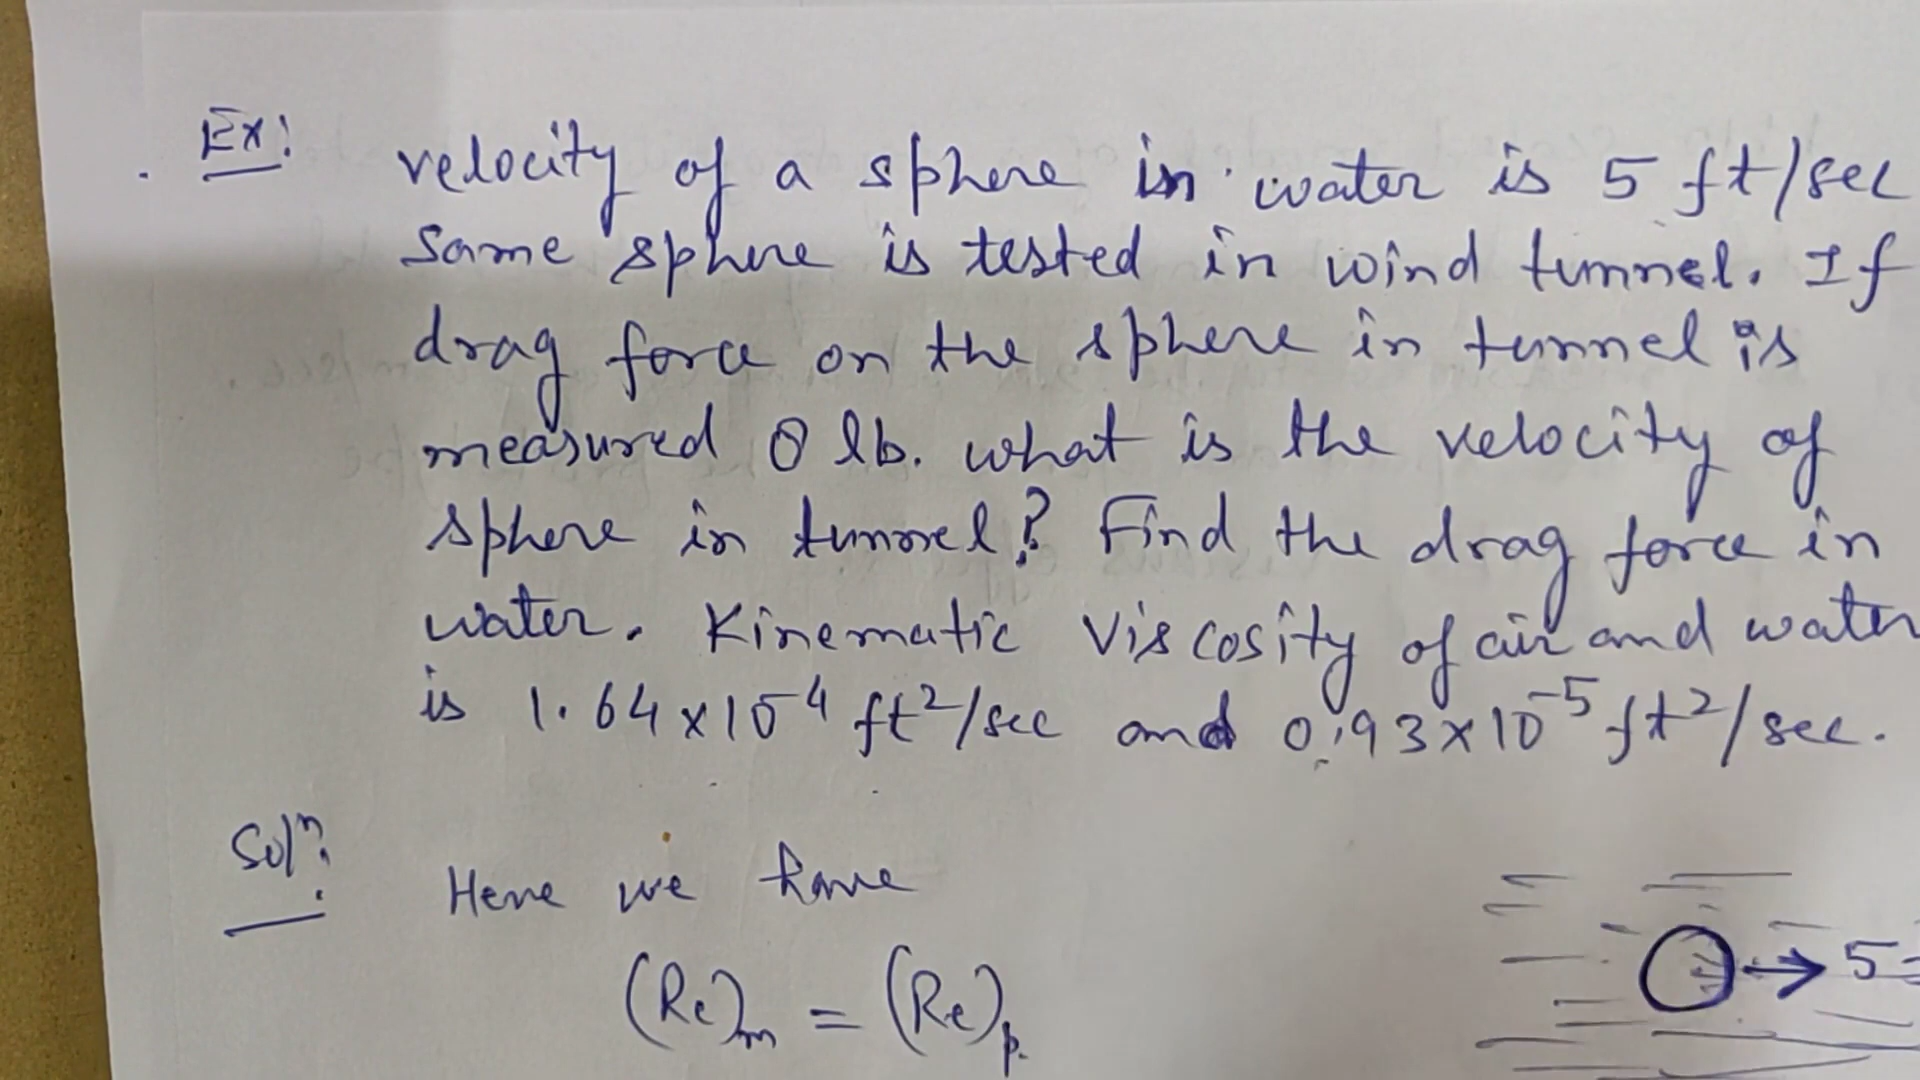 Ex:
velocity of a sphere in water is 5 ft/sec
Same sphere is tested in wind tunnel. If
drag force on the sphere in tunnel is
measured 8 lb. what is the velocity of
sphere in tunnel? Find the drag force in
water. Kinematic Viscosity of air and water
is 1.64×10⁻⁴ ft²/sec and 0.93×10⁻⁵ ft²/sec.
Solⁿ:
Here we have
(Re)m = (Re)p.
5